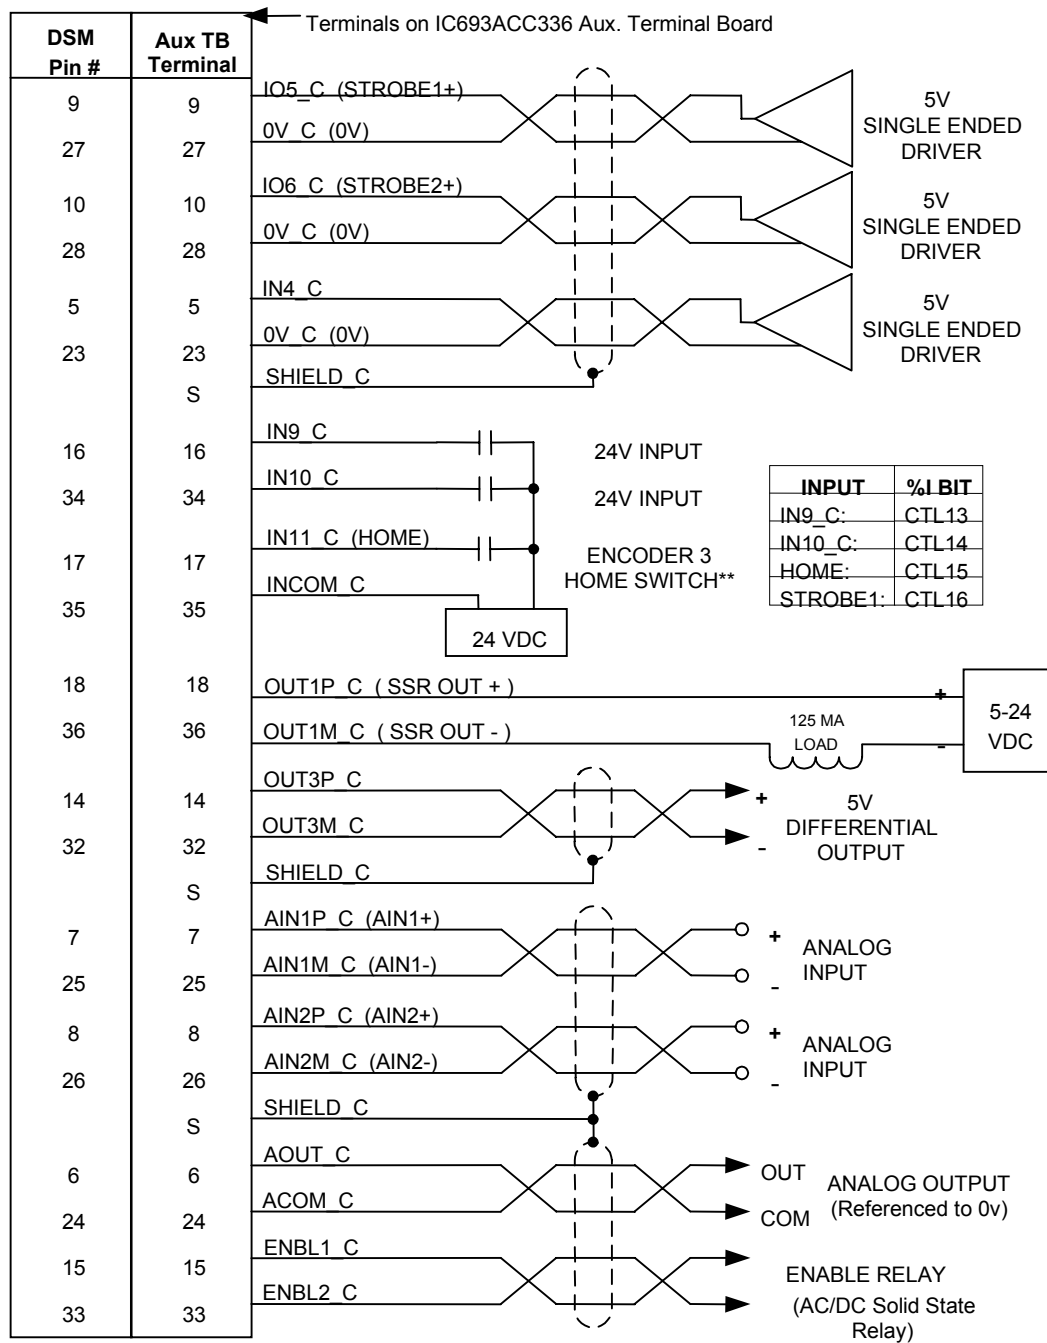 Terminals on IC693ACC336 Aux. Terminal Board
DSM Pin # Aux TB Terminal
9 9 IO5_C (STROBE1+)
27 27 0V_C (0V)
5V
SINGLE ENDED
DRIVER
10 10 IO6_C (STROBE2+)
28 28 0V_C (0V)
5V
SINGLE ENDED
DRIVER
5 5 IN4_C
23 23 0V_C (0V)
5V
SINGLE ENDED
DRIVER
S SHIELD_C
16 16 IN9_C 24V INPUT
34 34 IN10_C 24V INPUT
17 17 IN11_C (HOME) ENCODER 3
HOME SWITCH**
35 35 INCOM_C
24 VDC
INPUT %I BIT
IN9_C: CTL13
IN10_C: CTL14
HOME: CTL15
STROBE1: CTL16
18 18 OUT1P_C ( SSR OUT + ) +
36 36 OUT1M_C ( SSR OUT - ) -
125 MA
LOAD
5-24
VDC
14 14 OUT3P_C +
32 32 OUT3M_C -
5V
DIFFERENTIAL
OUTPUT
S SHIELD_C
7 7 AIN1P_C (AIN1+) +
25 25 AIN1M_C (AIN1-) -
ANALOG
INPUT
8 8 AIN2P_C (AIN2+) +
26 26 AIN2M_C (AIN2-) -
ANALOG
INPUT
S SHIELD_C
6 6 AOUT_C OUT
24 24 ACOM_C COM
ANALOG OUTPUT
(Referenced to 0v)
15 15 ENBL1_C
33 33 ENBL2_C
ENABLE RELAY
(AC/DC Solid State
Relay)